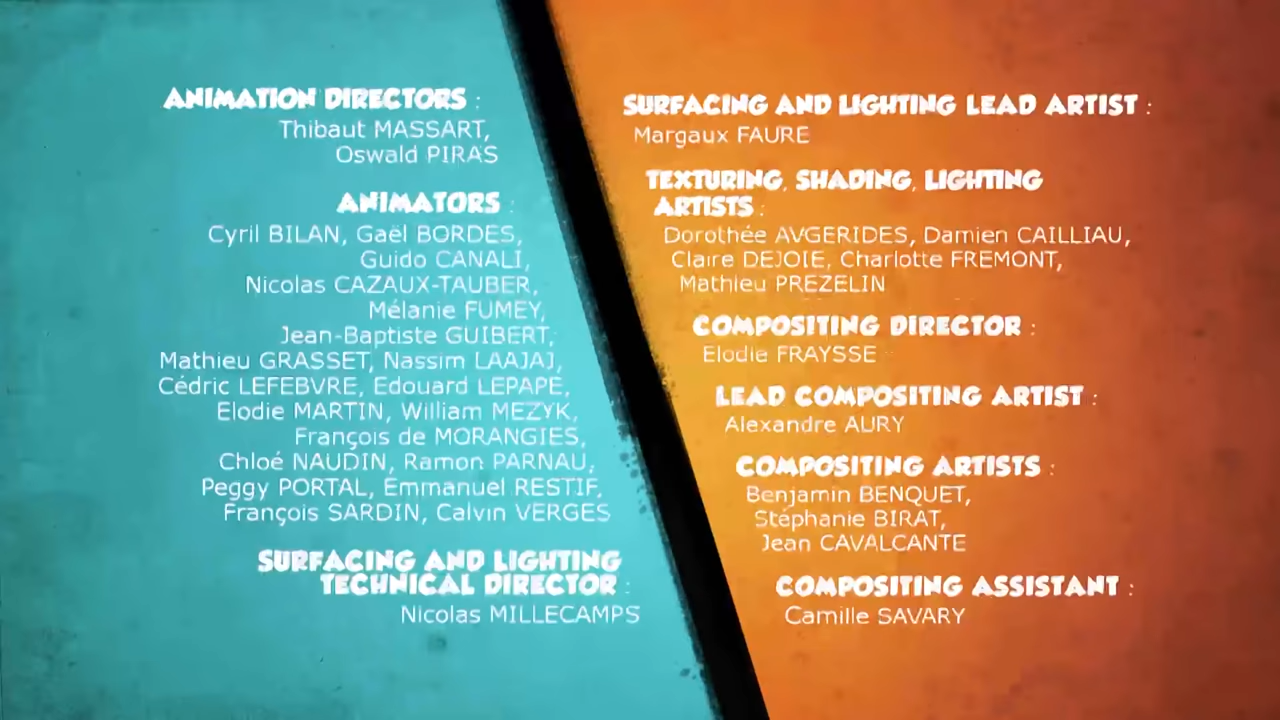 ANIMATION DIRECTORS :
Thibaut MASSART,
Oswald PIRAS
ANIMATORS :
Cyril BILAN, Gaël BORDES,
Guido CANALI,
Nicolas CAZAUX-TAUBER,
Mélanie FUMEY,
Jean-Baptiste GUIBERT,
Mathieu GRASSET, Nassim LAAJAJ,
Cédric LEFEBVRE, Edouard LEPAPE,
Elodie MARTIN, William MEZYK,
François de MORANGIES,
Chloé NAUDIN, Ramon PARNAU,
Peggy PORTAL, Emmanuel RESTIF,
François SARDIN, Calvin VERGES
SURFACING AND LIGHTING
TECHNICAL DIRECTOR :
Nicolas MILLECAMPS
SURFACING AND LIGHTING LEAD ARTIST :
Margaux FAURE
TEXTURING, SHADING, LIGHTING
ARTISTS :
Dorothée AVGERIDES, Damien CAILLIAU,
Claire DEJOIE, Charlotte FREMONT,
Mathieu PREZELIN
COMPOSITING DIRECTOR :
Elodie FRAYSSE
LEAD COMPOSITING ARTIST :
Alexandre AURY
COMPOSITING ARTISTS :
Benjamin BENQUET,
Stéphanie BIRAT,
Jean CAVALCANTE
COMPOSITING ASSISTANT :
Camille SAVARY